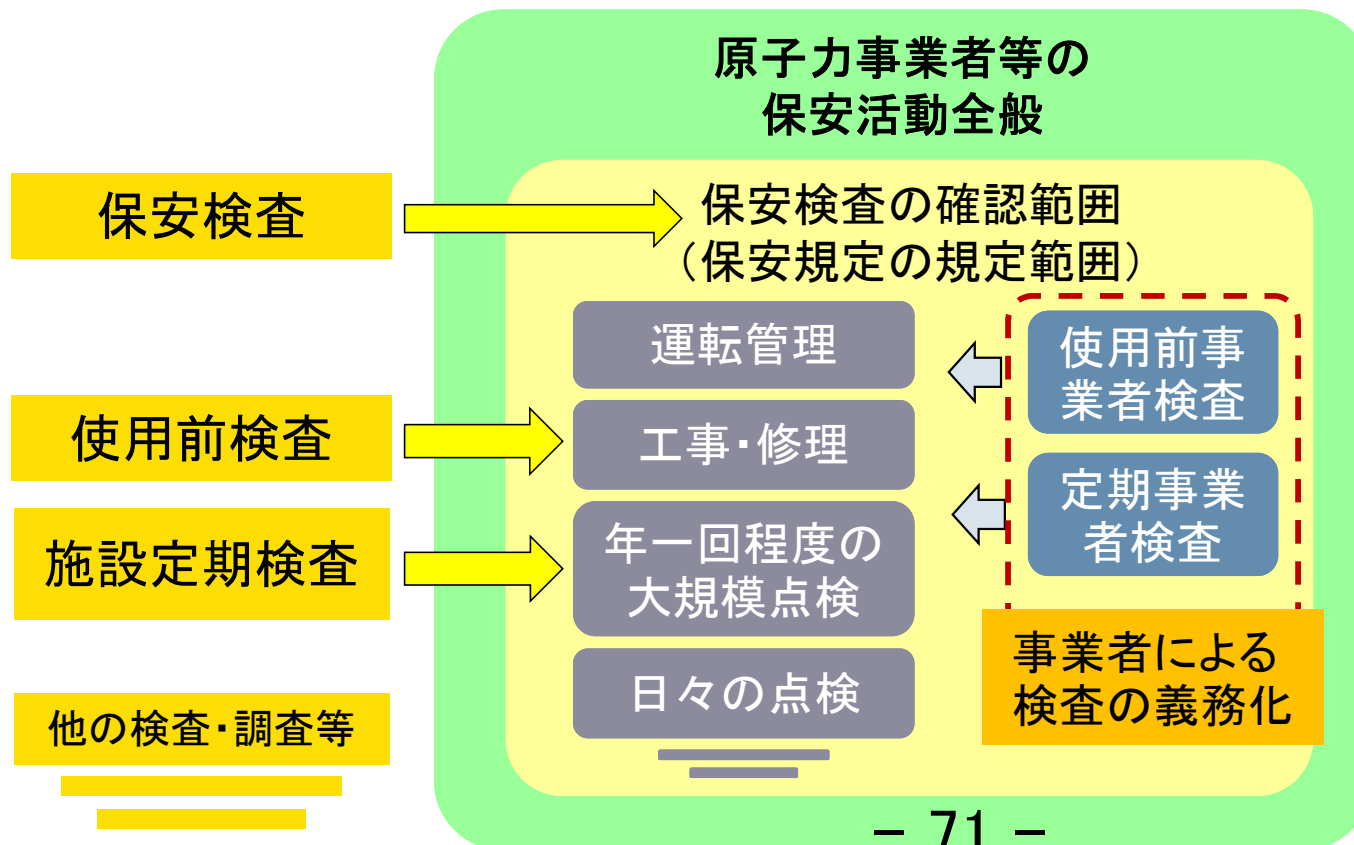 原子力事業者等の
保安活動全般
保安検査
保安検査の確認範囲
（保安規定の規定範囲）
運転管理
使用前事
業者検査
使用前検査
工事・修理
定期事業
者検査
施設定期検査
年一回程度の
大規模点検
事業者による
検査の義務化
日々の点検
他の検査・調査等
－ 71 －